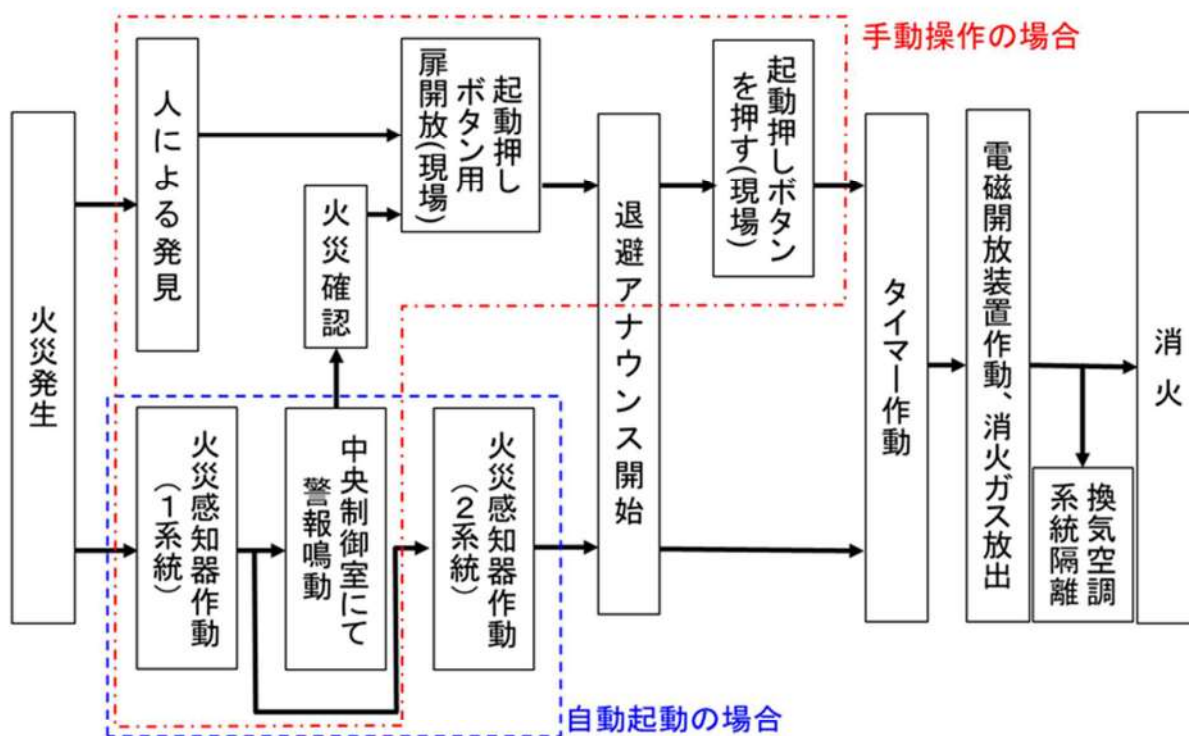 手動操作の場合
火災発生
人による発見
火災確認
起動押し
ボタン用
扉開放(現場)
退避アナウンス開始
起動押しボタン
を押す(現場)
タイマー作動
電磁開放装置作動、消火ガス放出
換気空調
系統隔離
消火
火災感知器作動
(1系統)
中央制御室にて
警報鳴動
火災感知器作動
(2系統)
自動起動の場合